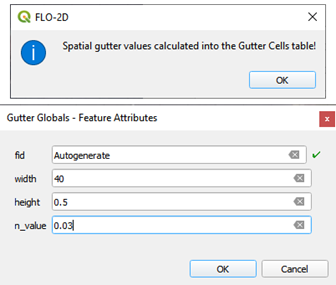 FLO-2D
Spatial gutter values calculated into the Gutter Cells table!
OK
Gutter Globals - Feature Attributes
fid Autogenerate
width 40
height 0.5
n_value 0.03
OK Cancel